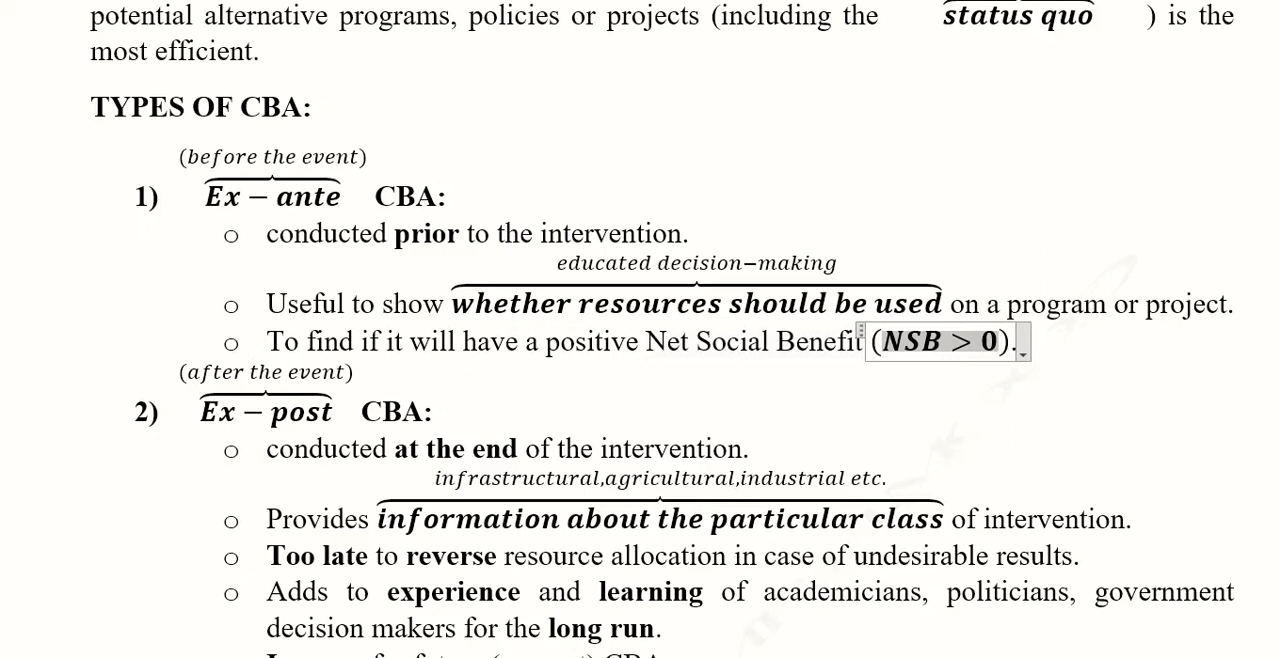 potential alternative programs, policies or projects (including the status quo ) is the
most efficient.
TYPES OF CBA:
(before the event)
1) Ex − ante CBA:
o conducted prior to the intervention.
educated decision−making
o Useful to show whether resources should be used on a program or project.
o To find if it will have a positive Net Social Benefit (NSB > 0).
(after the event)
2) Ex − post CBA:
o conducted at the end of the intervention.
infrastructural,agricultural,industrial etc.
o Provides information about the particular class of intervention.
o Too late to reverse resource allocation in case of undesirable results.
o Adds to experience and learning of academicians, politicians, government
decision makers for the long run.